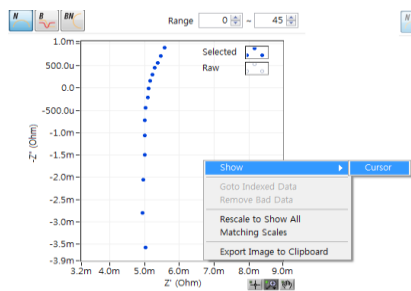 N B BN Range 0 ~ 45 N
1.0m
Selected
Raw
500.0u
0.0
-500.0u
-1.0m
-1.5m
-2.0m
-2.5m
-3.0m
-3.5m
-3.9m
-Z" (Ohm)
Show Cursor
Goto Indexed Data
Remove Bad Data
Rescale to Show All
Matching Scales
Export Image to Clipboard
3.2m 4.0m 5.0m 6.0m 7.0m 8.0m 9.0m
Z' (Ohm)